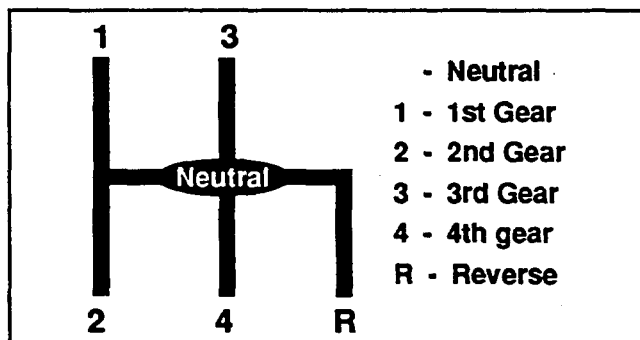 1 3
- Neutral
1 - 1st Gear
Neutral
2 - 2nd Gear
3 - 3rd Gear
4 - 4th gear
R - Reverse
2 4 R